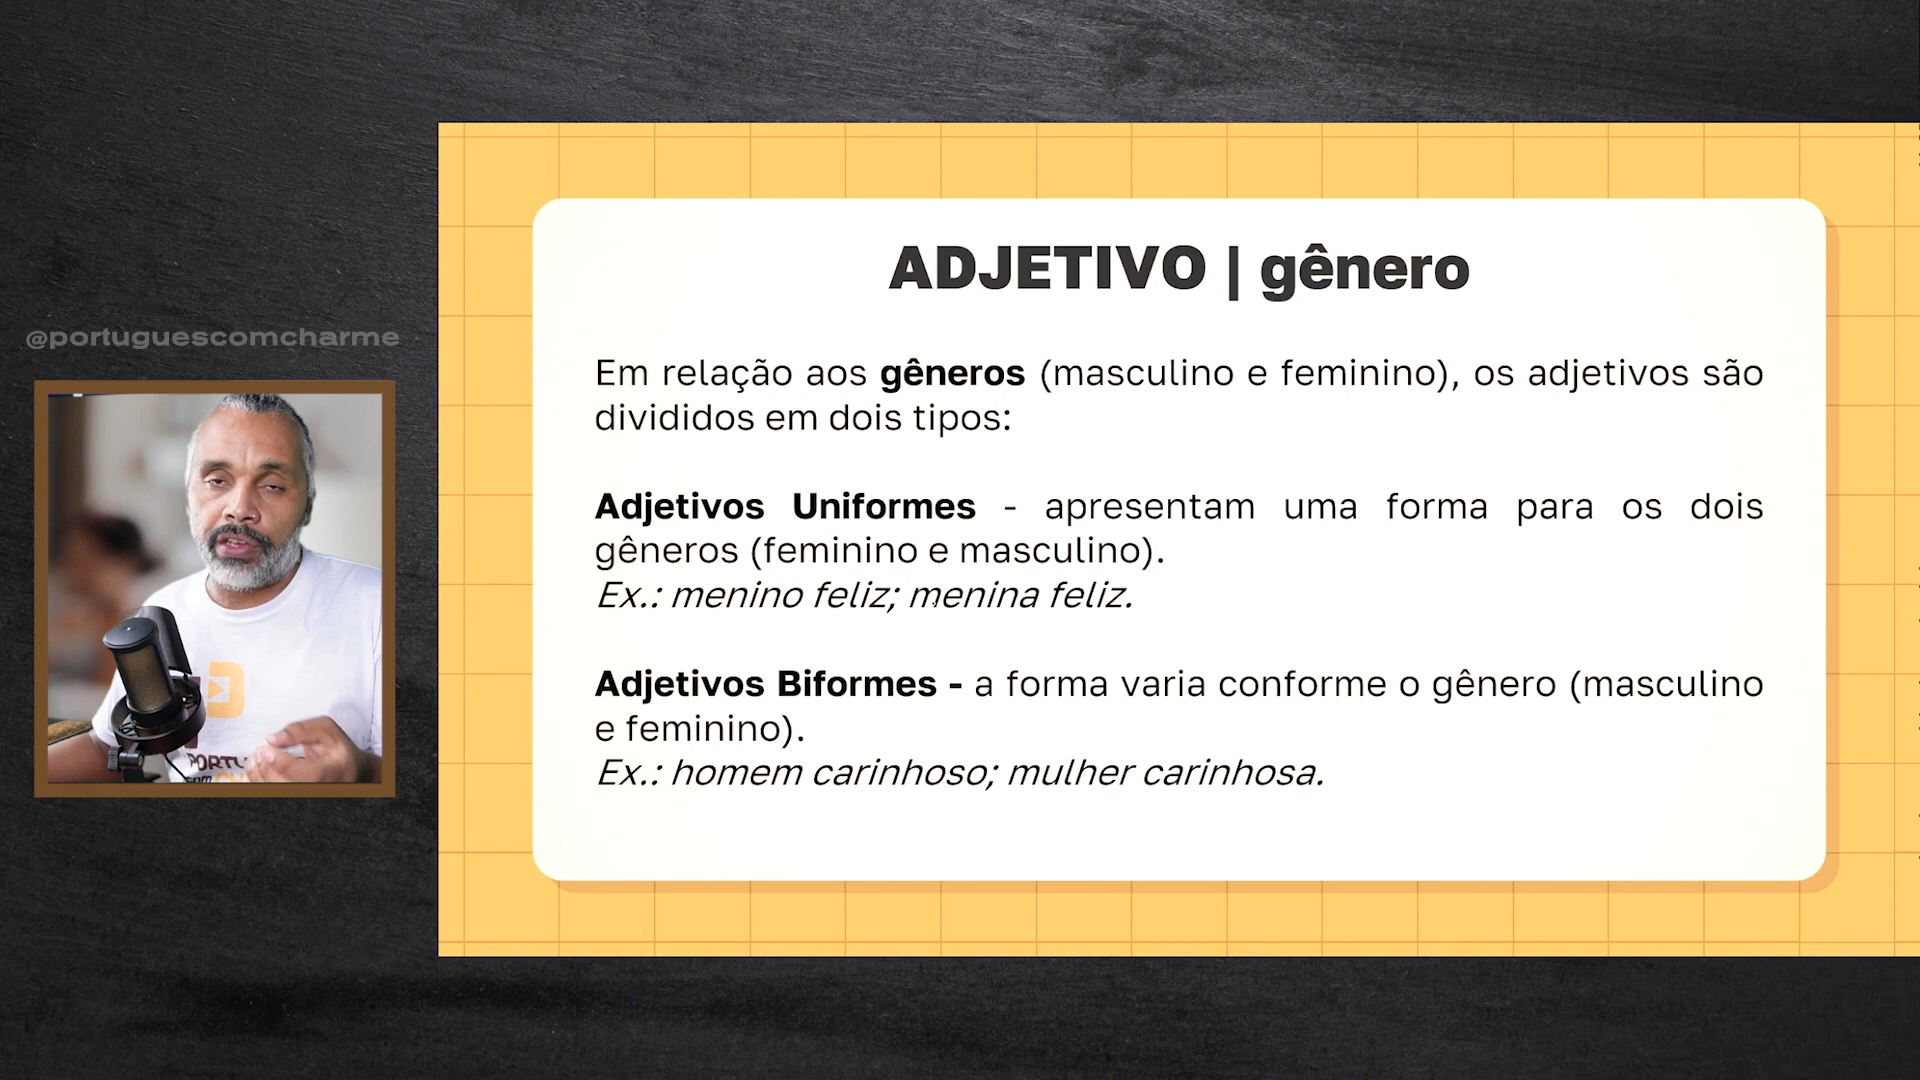 ADJETIVO | gênero
@portuguescomcharme
Em relação aos gêneros (masculino e feminino), os adjetivos são
divididos em dois tipos:
Adjetivos Uniformes - apresentam uma forma para os dois
gêneros (feminino e masculino).
Ex.: menino feliz; menina feliz.
Adjetivos Biformes - a forma varia conforme o gênero (masculino
e feminino).
Ex.: homem carinhoso; mulher carinhosa.